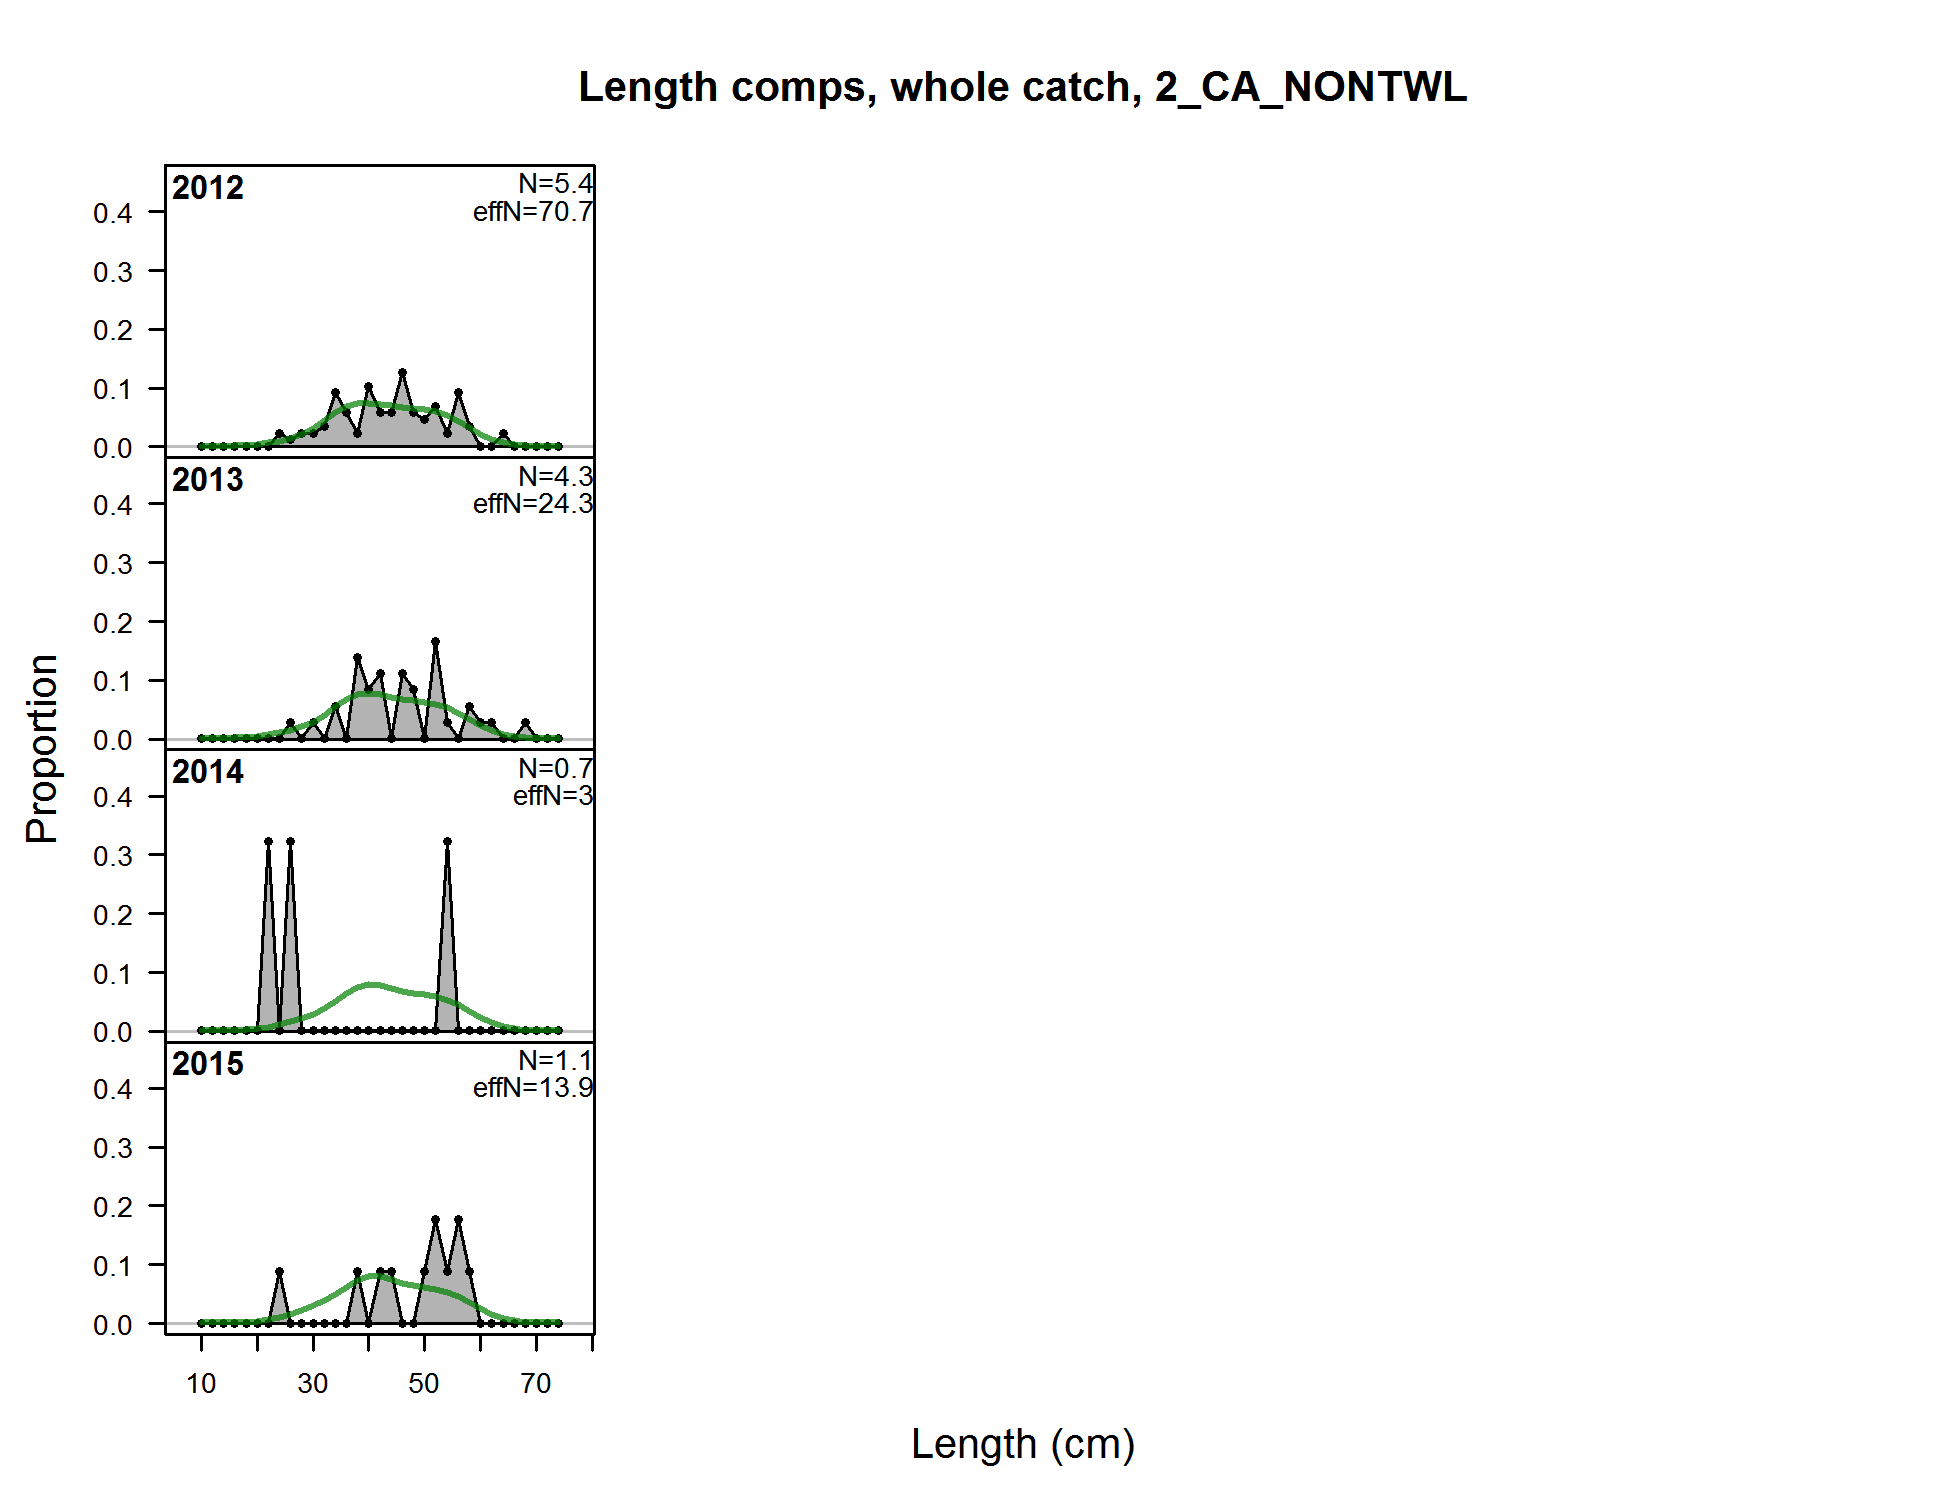 Length comps, whole catch, 2_CA_NONTWL
2012
N=5.4
effN=70.7
0.4
0.3
0.2
0.1
0.0
2013
N=4.3
effN=24.3
0.4
0.3
0.2
0.1
0.0
2014
N=0.7
effN=3
0.4
0.3
0.2
0.1
0.0
2015
N=1.1
effN=13.9
0.4
0.3
0.2
0.1
0.0
10 30 50 70
Proportion
Length (cm)